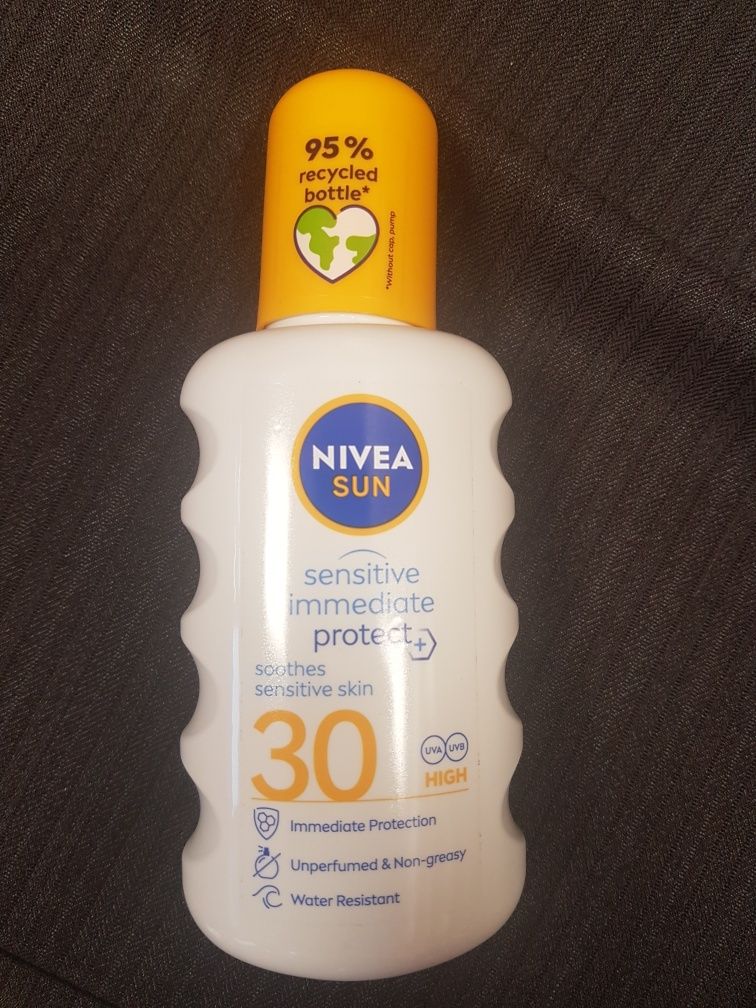 95%
recycled
bottle*
*Without cap, pump
NIVEA
SUN
sensitive
immediate
protect+
soothes
sensitive skin
30
UVA UVB
HIGH
Immediate Protection
Unperfumed & Non-greasy
Water Resistant